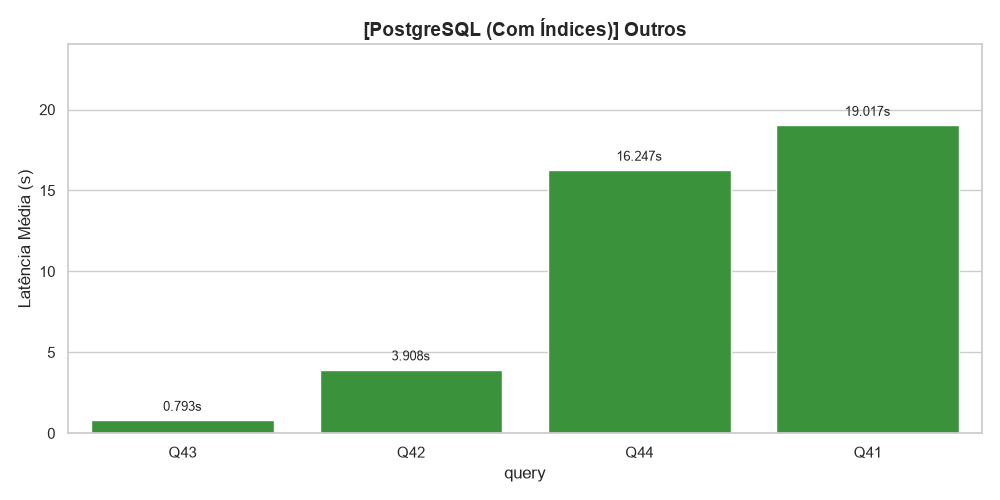 [PostgreSQL (Com Índices)] Outros
Latência Média (s)
20
15
10
5
0
0.793s
3.908s
16.247s
19.017s
Q43
Q42
Q44
Q41
query